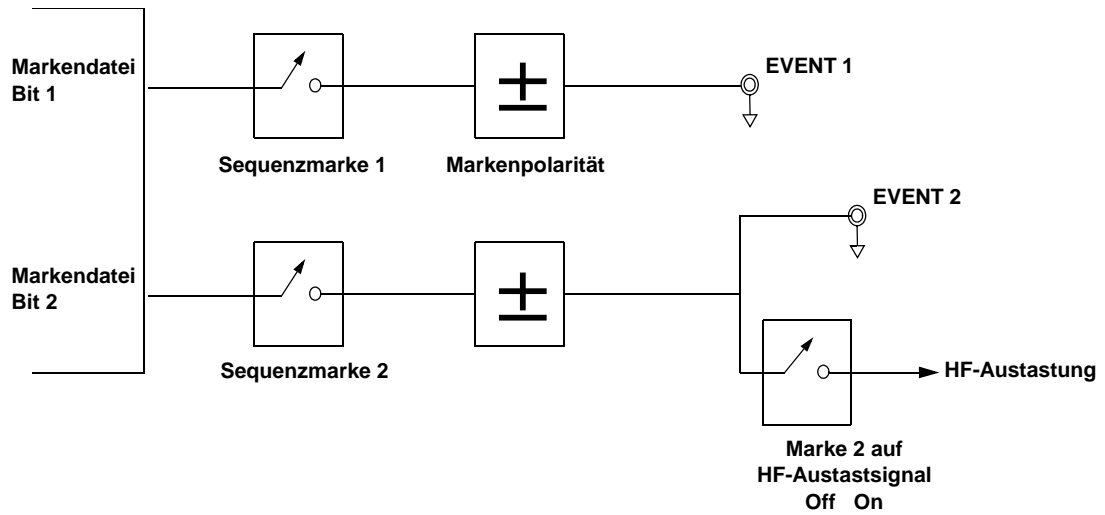 Markendatei
Bit 1
EVENT 1
Sequenzmarke 1
Markenpolarität
EVENT 2
Markendatei
Bit 2
Sequenzmarke 2
HF-Austastung
Marke 2 auf
HF-Austastsignal
Off On